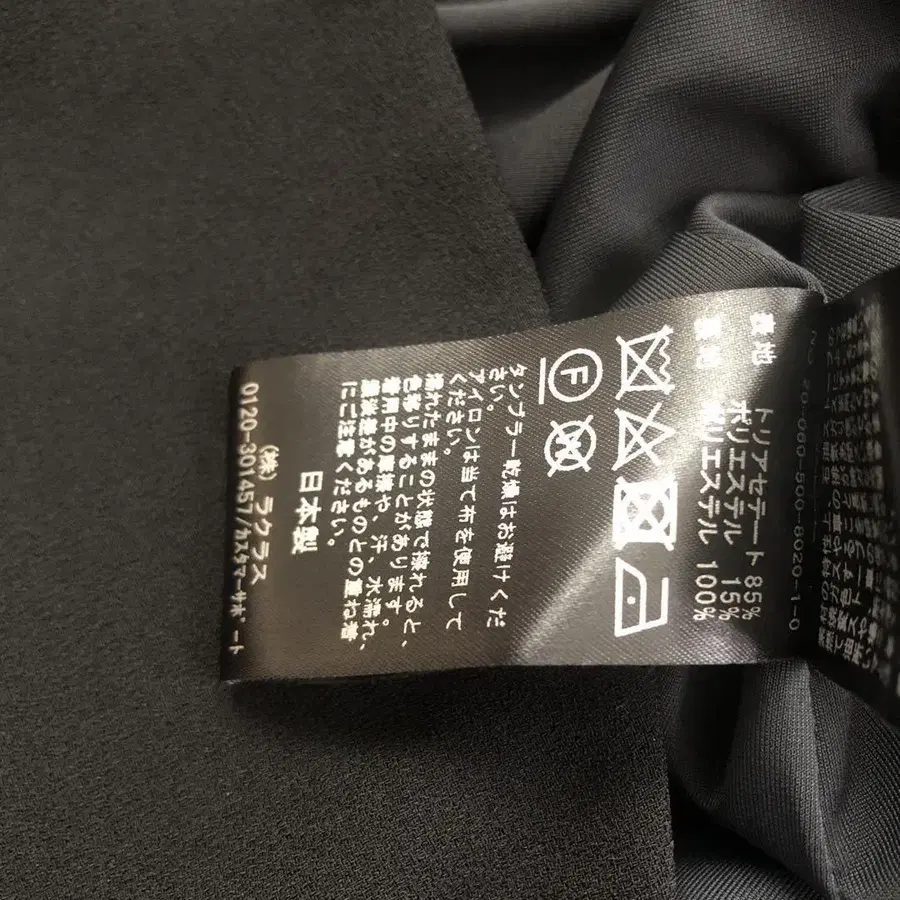 20-060-500-8020-1-0
表地 トリアセテート 85%
ポリエステル 15%
裏地 ポリエステル 100%
F W
タンブラー乾燥はお避けくだ
さい。
アイロンは当て布を使用して
ください。
濡れたままの状態で擦れると、
色移りすることがあります。
着用中の摩擦や、汗、水濡れ、
濃淡差があるものとの重ね着
にご注意ください。
日本製
(株) ラクラス
0120-301457/ｶｽﾀﾏｰｻﾎﾟｰﾄ